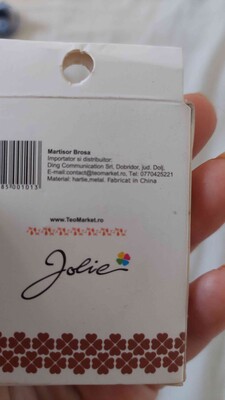 Martisor Brosa
Importator si distribuitor:
Ding Communication Srl, Dobridor, jud. Dolj,
E-mail:contact@teomarket.ro, Tel: 0770425221
Material: hartie,metal. Fabricat in China
85001013
www.TeoMarket.ro
Jolie